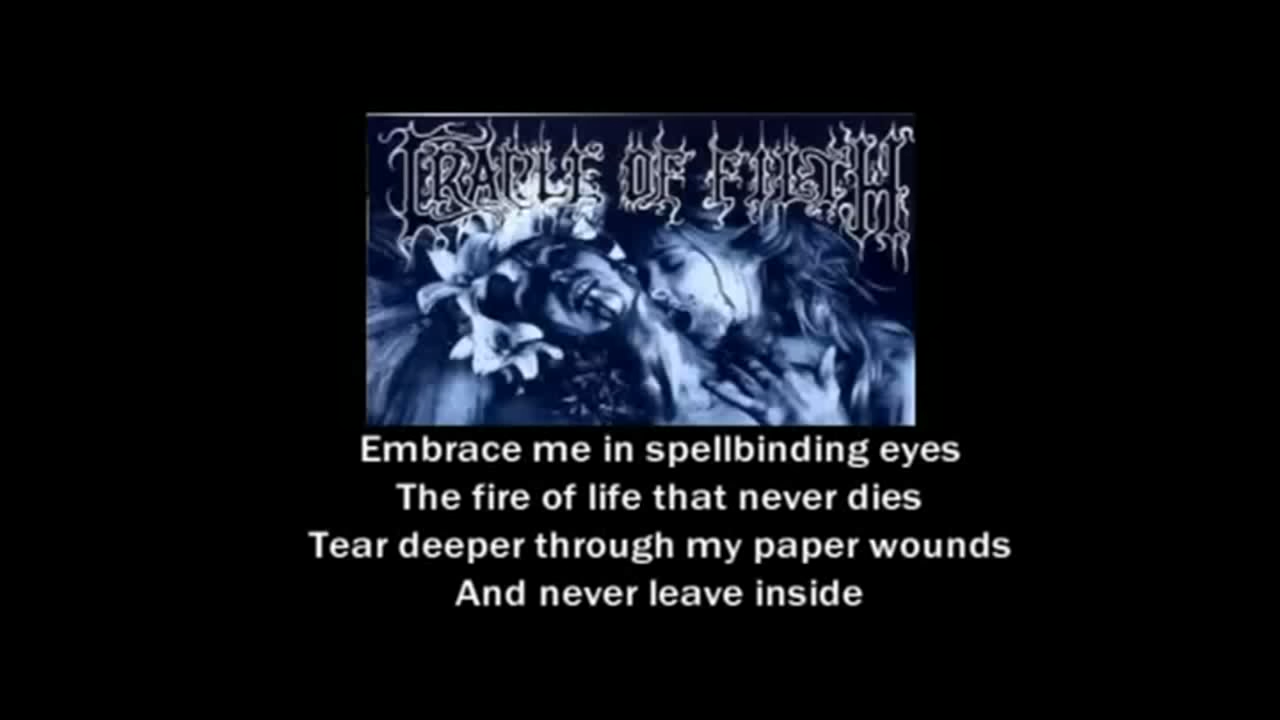 CRADLE OF FILTH
Embrace me in spellbinding eyes
The fire of life that never dies
Tear deeper through my paper wounds
And never leave inside